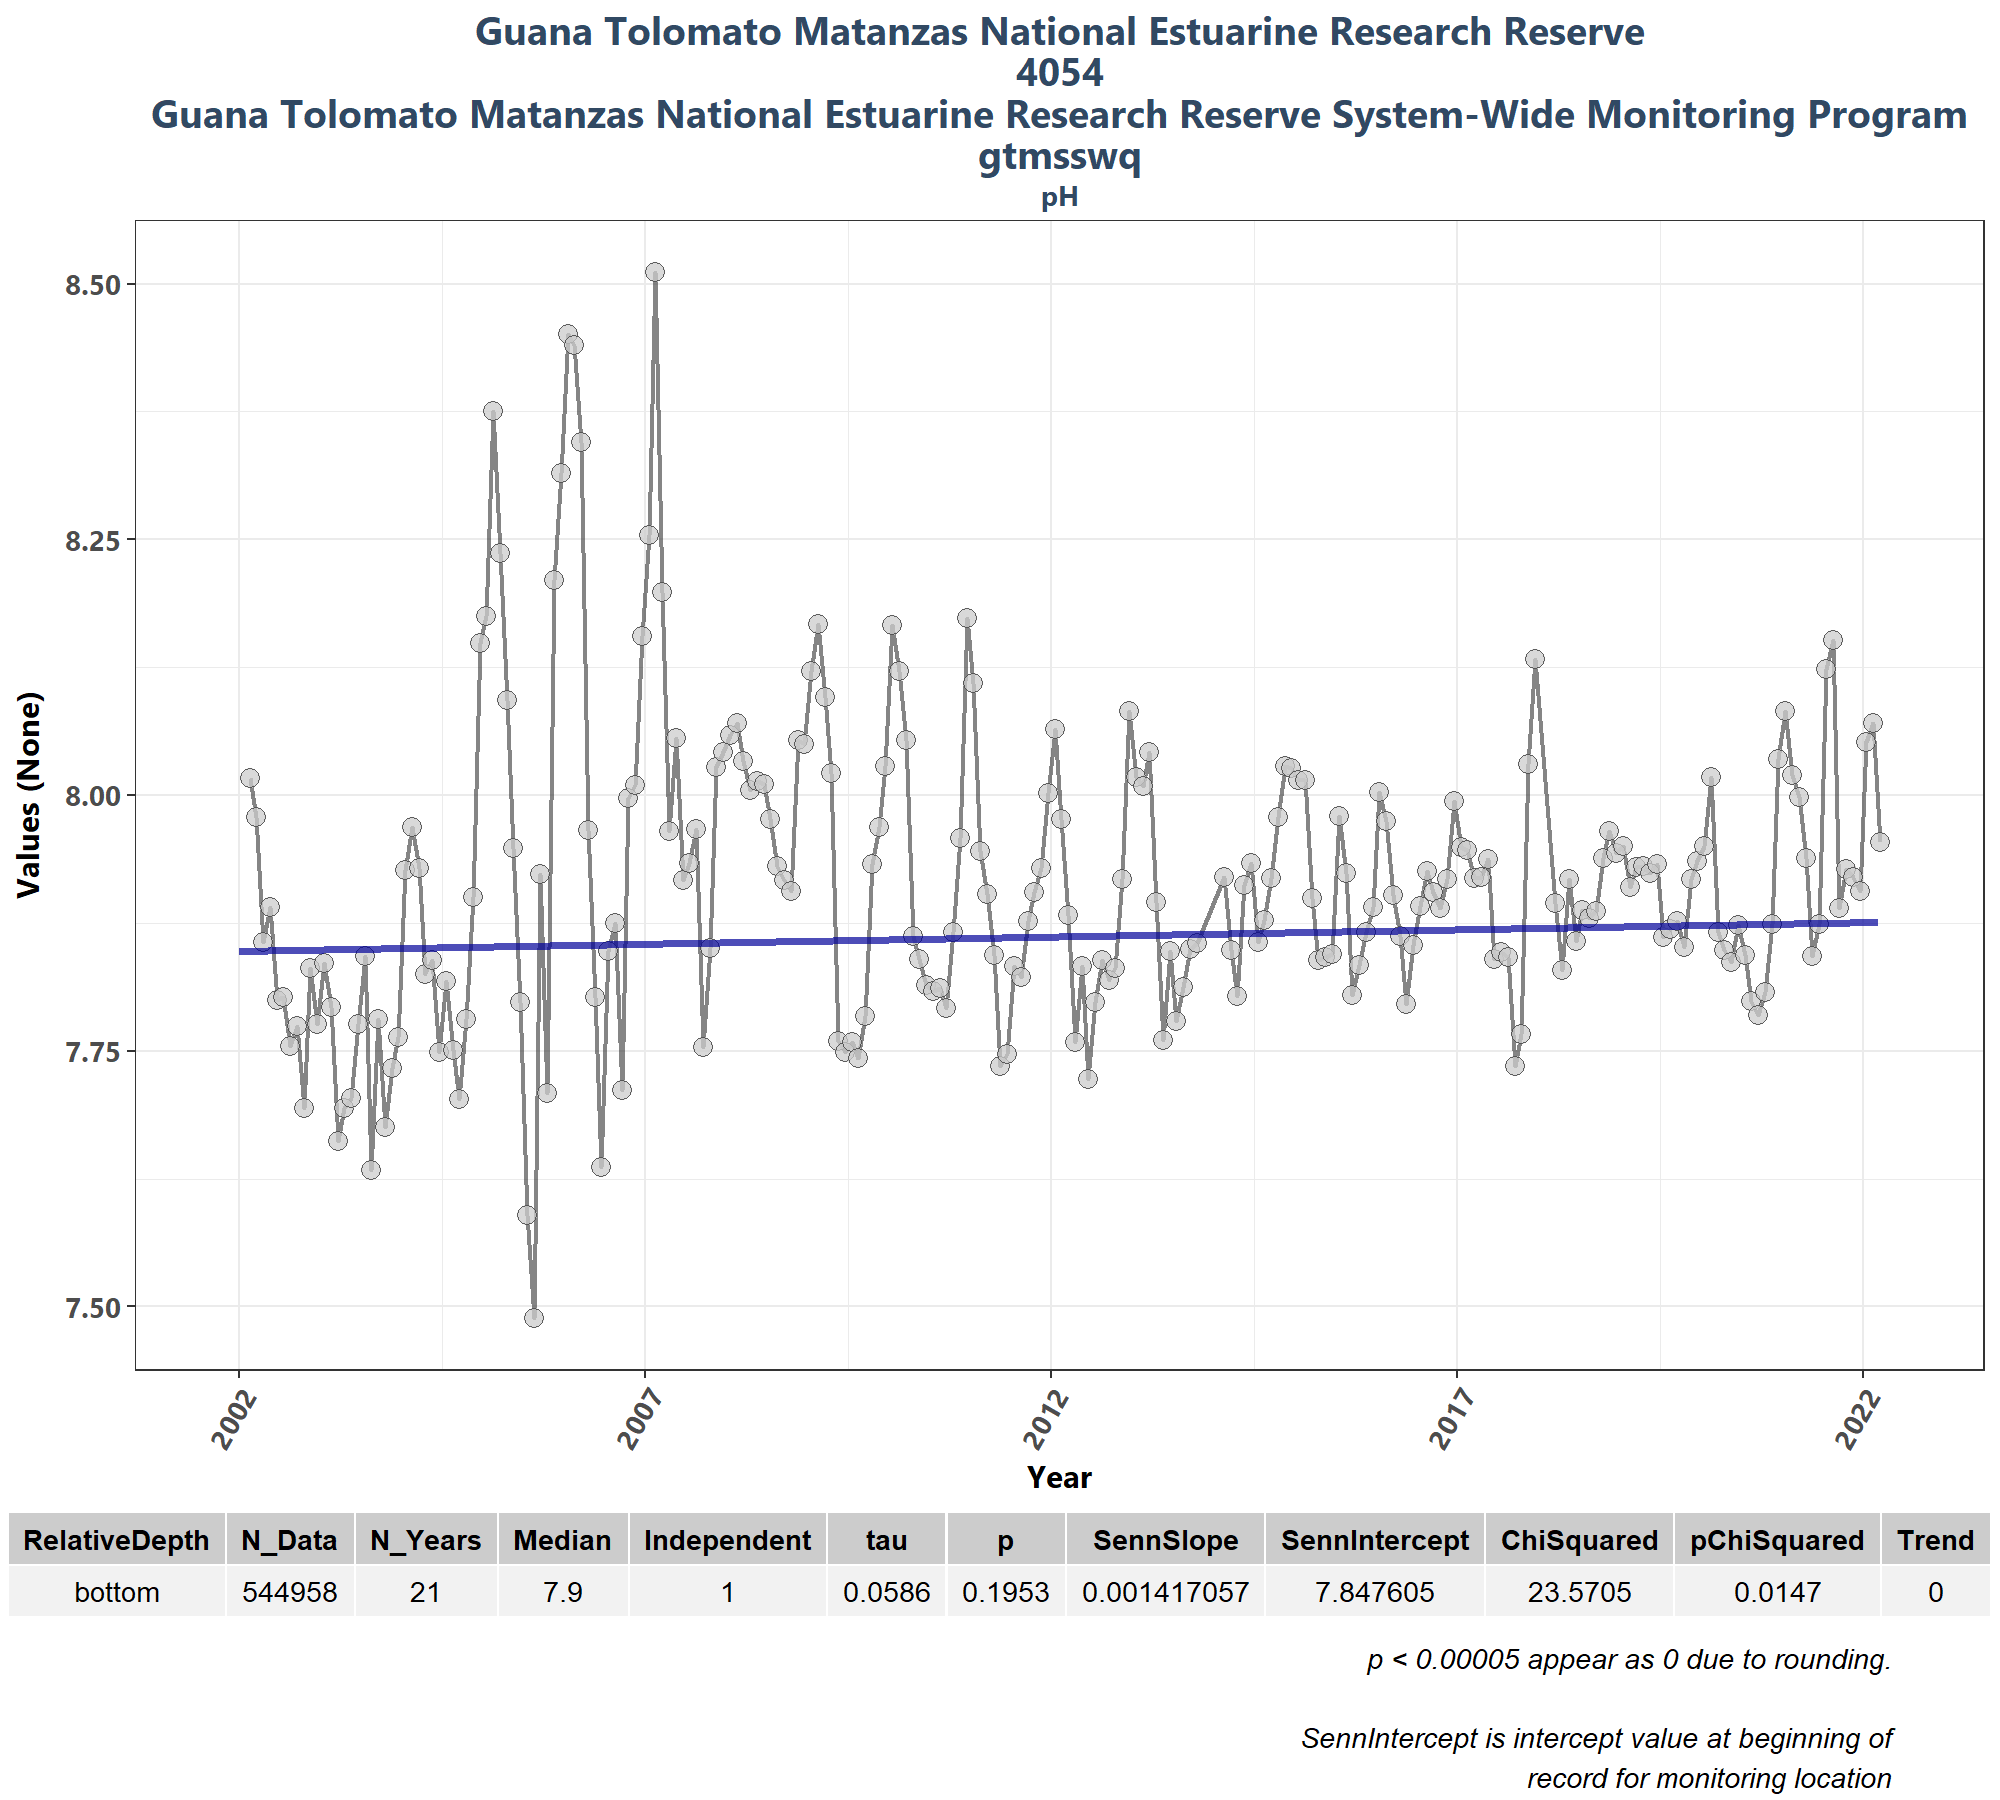 Guana Tolomato Matanzas National Estuarine Research Reserve
4054
Guana Tolomato Matanzas National Estuarine Research Reserve System-Wide Monitoring Program
gtmsswq
pH
8.50
8.25
8.00
7.75
7.50
Values (None)
2002 2007 2012 2017 2022
Year
RelativeDepth N_Data N_Years Median Independent tau p SennSlope SennIntercept ChiSquared pChiSquared Trend
bottom 544958 21 7.9 1 0.0586 0.1953 0.001417057 7.847605 23.5705 0.0147 0
p < 0.00005 appear as 0 due to rounding.
SennIntercept is intercept value at beginning of
record for monitoring location